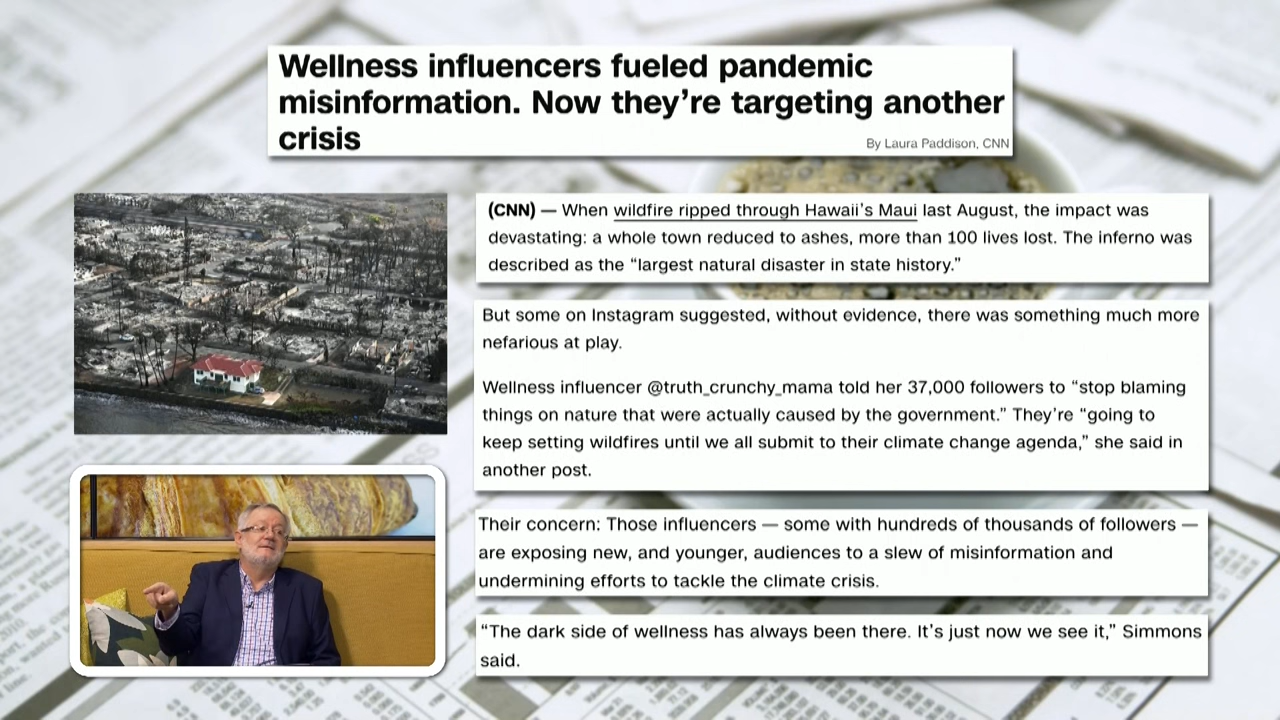 Wellness influencers fueled pandemic
misinformation. Now they’re targeting another
crisis
By Laura Paddison, CNN
(CNN) — When wildfire ripped through Hawaii’s Maui last August, the impact was
devastating: a whole town reduced to ashes, more than 100 lives lost. The inferno was
described as the “largest natural disaster in state history.”
But some on Instagram suggested, without evidence, there was something much more
nefarious at play.
Wellness influencer @truth_crunchy_mama told her 37,000 followers to “stop blaming
things on nature that were actually caused by the government.” They’re “going to
keep setting wildfires until we all submit to their climate change agenda,” she said in
another post.
Their concern: Those influencers — some with hundreds of thousands of followers —
are exposing new, and younger, audiences to a slew of misinformation and
undermining efforts to tackle the climate crisis.
“The dark side of wellness has always been there. It’s just now we see it,” Simmons
said.